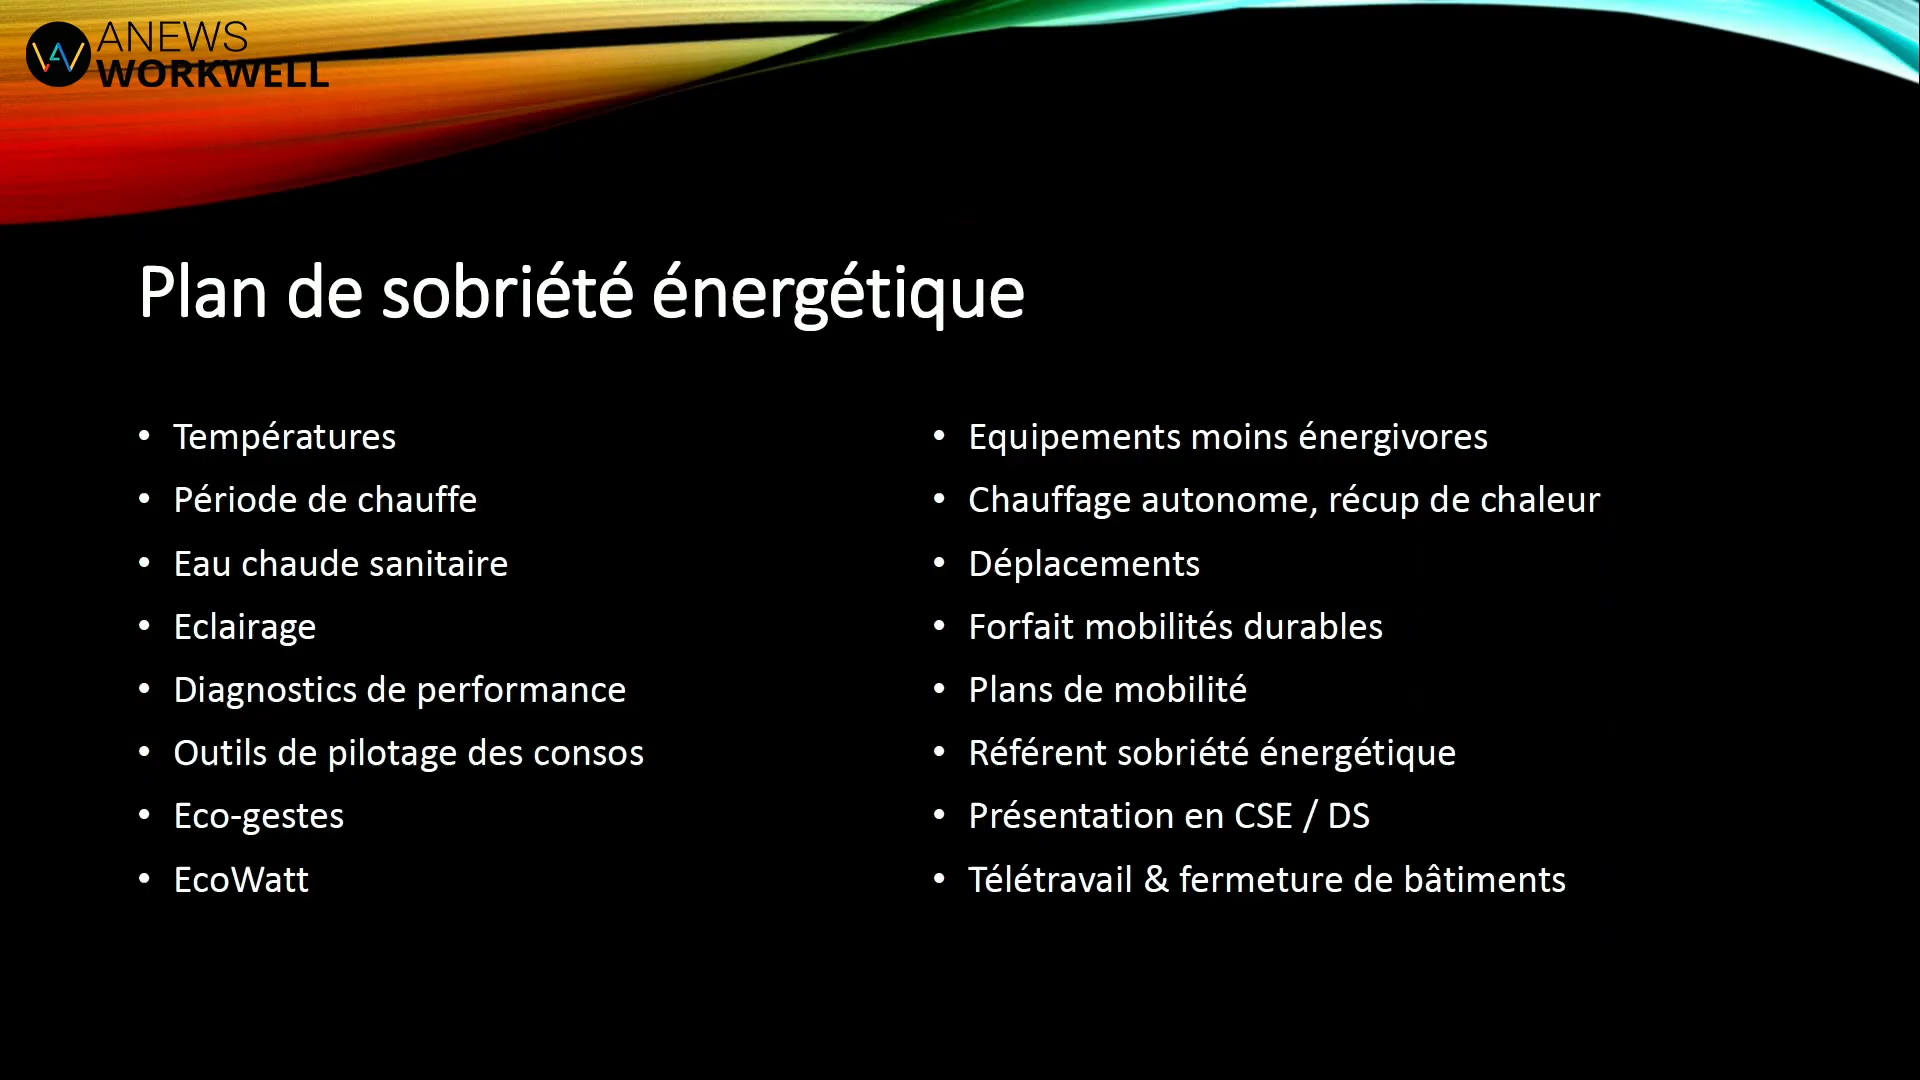 ANEWS
WORKWELL
Plan de sobriété énergétique
• Températures
• Période de chauffe
• Eau chaude sanitaire
• Eclairage
• Diagnostics de performance
• Outils de pilotage des consos
• Eco-gestes
• EcoWatt
• Equipements moins énergivores
• Chauffage autonome, récup de chaleur
• Déplacements
• Forfait mobilités durables
• Plans de mobilité
• Référent sobriété énergétique
• Présentation en CSE / DS
• Télétravail & fermeture de bâtiments